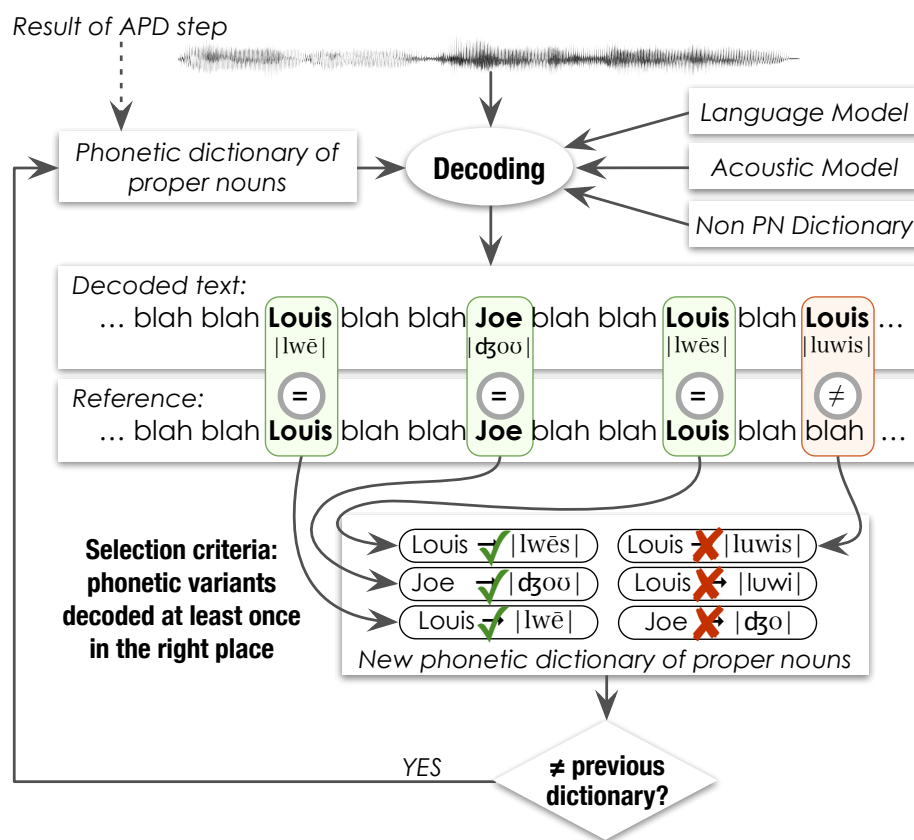 Result of APD step
Language Model
Phonetic dictionary of
proper nouns
Decoding
Acoustic Model
Non PN Dictionary
Decoded text:
... blah blah Louis blah blah Joe blah blah Louis blah Louis ...
|lwē| |ʤoʊ| |lwēs| |luwis|
= = = ≠
Reference:
... blah blah Louis blah blah Joe blah blah Louis blah blah ...
Selection criteria:
phonetic variants
decoded at least once
in the right place
Louis → |lwēs| Louis → |luwis|
Joe → |ʤoʊ| Louis → |luwi|
Louis → |lwē| Joe → |ʤo|
New phonetic dictionary of proper nouns
YES
≠ previous
dictionary?